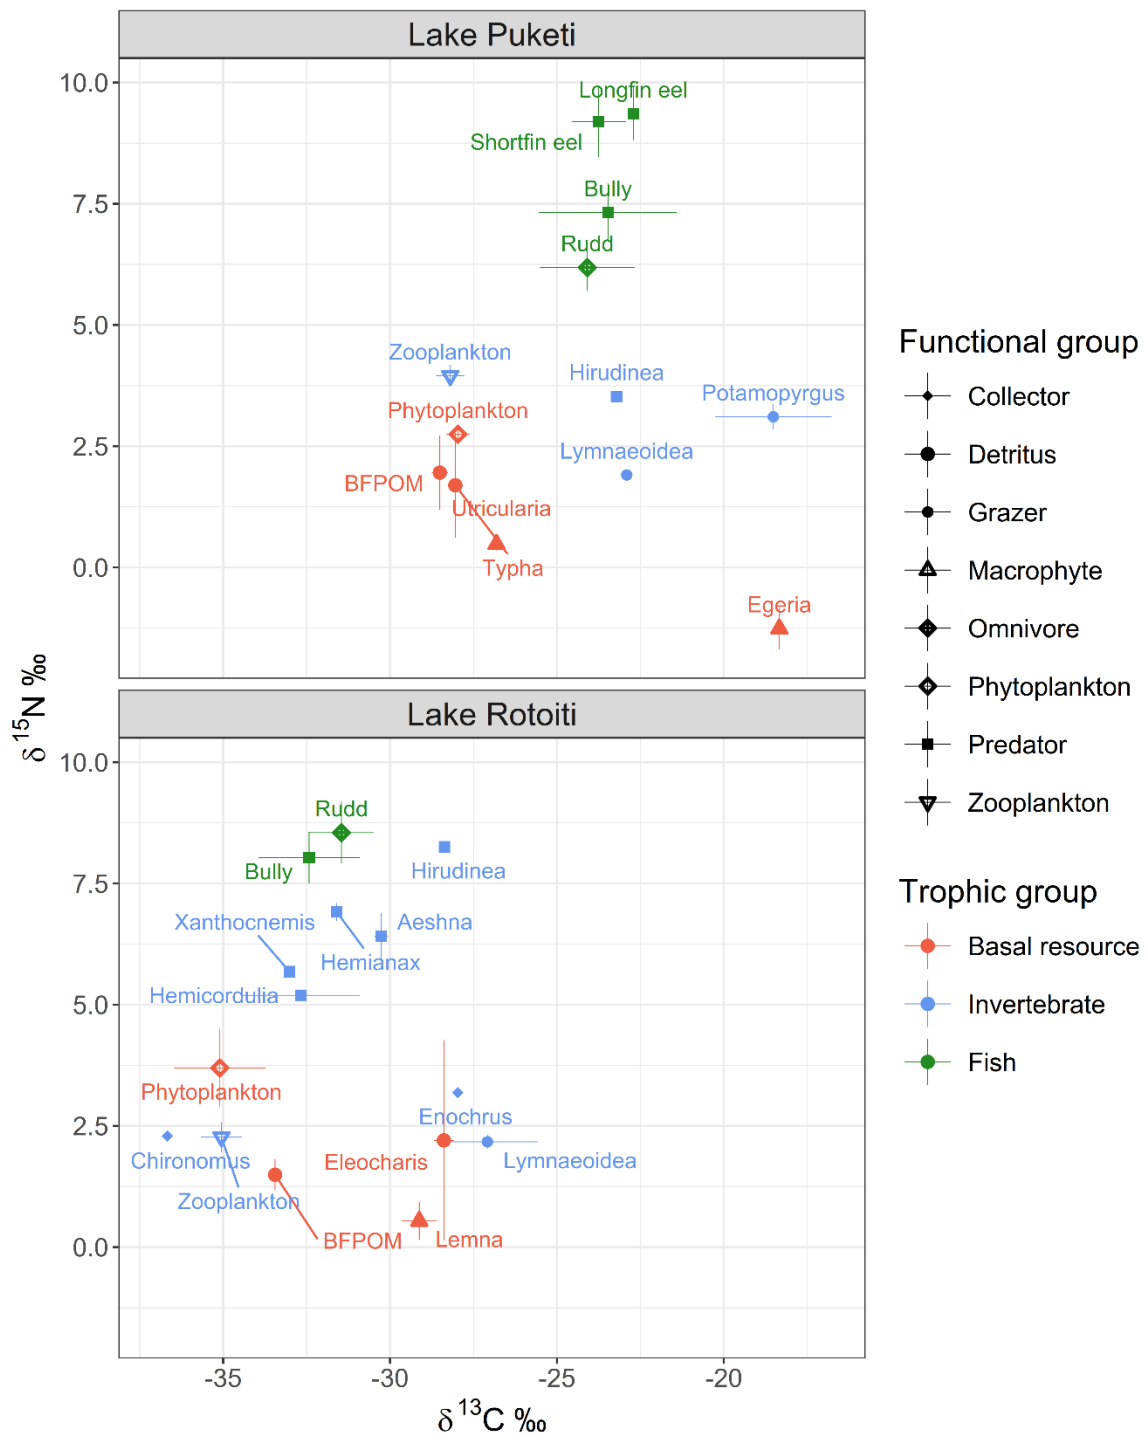 Lake Puketi
10.0
7.5
5.0
2.5
0.0
Longfin eel
Shortfin eel
Bully
Rudd
Zooplankton
Hirudinea
Potamopyrgus
Phytoplankton
Lymnaeoidea
BFPOM
Utricularia
Typha
Egeria
Lake Rotoiti
10.0
7.5
5.0
2.5
0.0
Rudd
Bully
Hirudinea
Xanthocnemis
Aeshna
Hemianax
Hemicordulia
Phytoplankton
Enochrus
Chironomus
Eleocharis
Lymnaeoidea
Zooplankton
BFPOM
Lemna
-35
-30
-25
-20
δ13C ‰
δ15N ‰
Functional group
Collector
Detritus
Grazer
Macrophyte
Omnivore
Phytoplankton
Predator
Zooplankton
Trophic group
Basal resource
Invertebrate
Fish